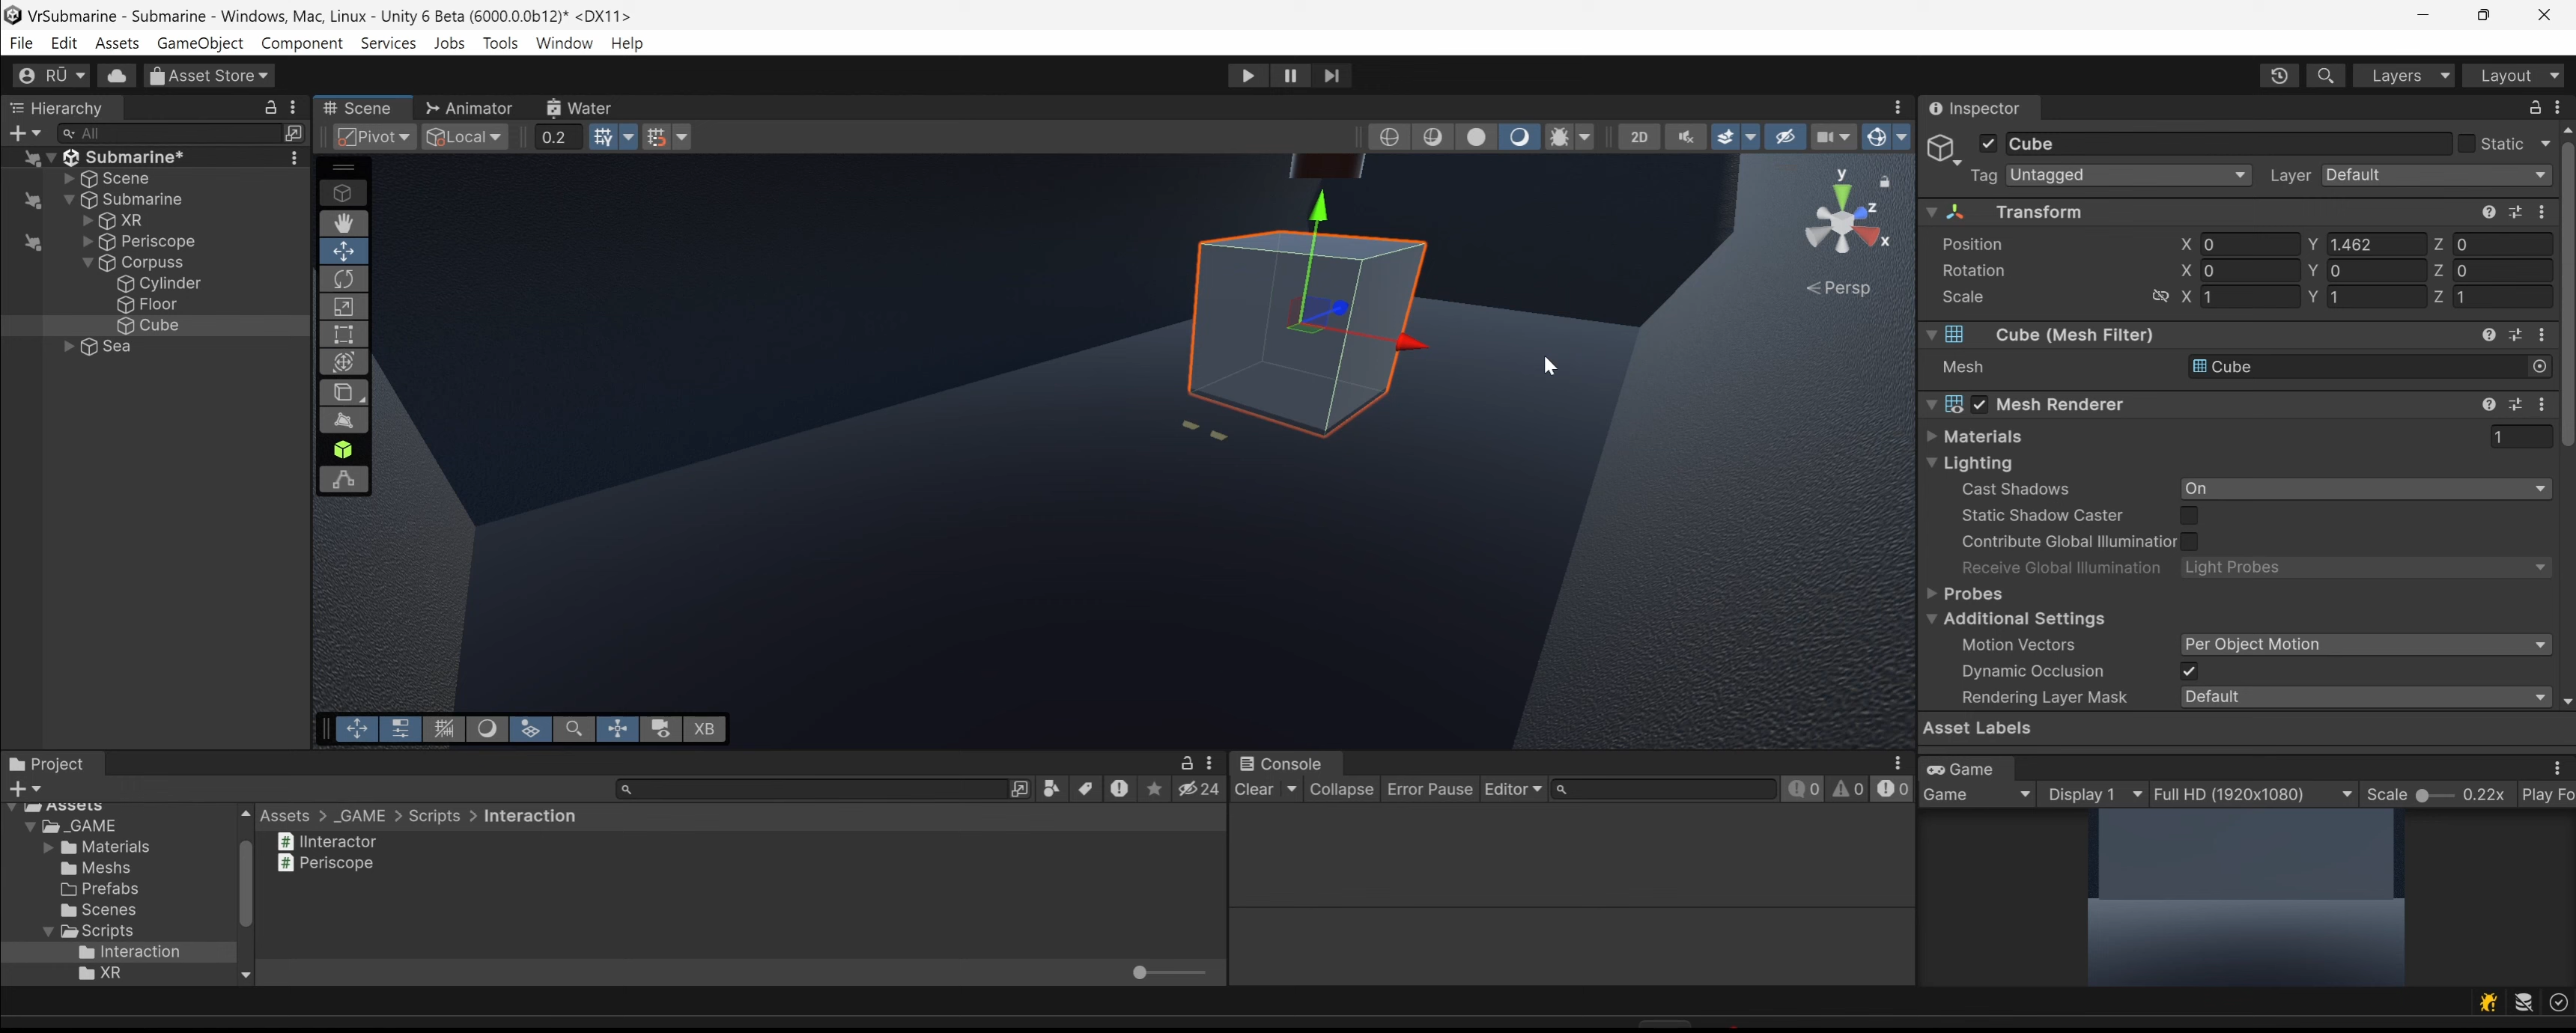 VrSubmarine - Submarine - Windows, Mac, Linux - Unity 6 Beta (6000.0.0b12)* <DX11>
File Edit Assets GameObject Component Services Jobs Tools Window Help
RŪ Asset Store Layers Layout
Hierarchy
All
Submarine*
Scene
Submarine
XR
Periscope
Corpuss
Cylinder
Floor
Cube
Sea
Scene Animator Water
Pivot Local 0.2 2D
y
z
x
Persp
XB
Inspector
Cube Static
Tag Untagged Layer Default
Transform
Position X 0 Y 1.462 Z 0
Rotation X 0 Y 0 Z 0
Scale X 1 Y 1 Z 1
Cube (Mesh Filter)
Mesh Cube
Mesh Renderer
Materials 1
Lighting
Cast Shadows On
Static Shadow Caster
Contribute Global Illumination
Receive Global Illumination Light Probes
Probes
Additional Settings
Motion Vectors Per Object Motion
Dynamic Occlusion
Rendering Layer Mask Default
Asset Labels
Project
24
Assets
_GAME
Materials
Meshs
Prefabs
Scenes
Scripts
Interaction
XR
Assets > _GAME > Scripts > Interaction
IInteractor
Periscope
Console
Clear Collapse Error Pause Editor 0 0 0
Game
Game Display 1 Full HD (1920x1080) Scale 0.22x Play Fo